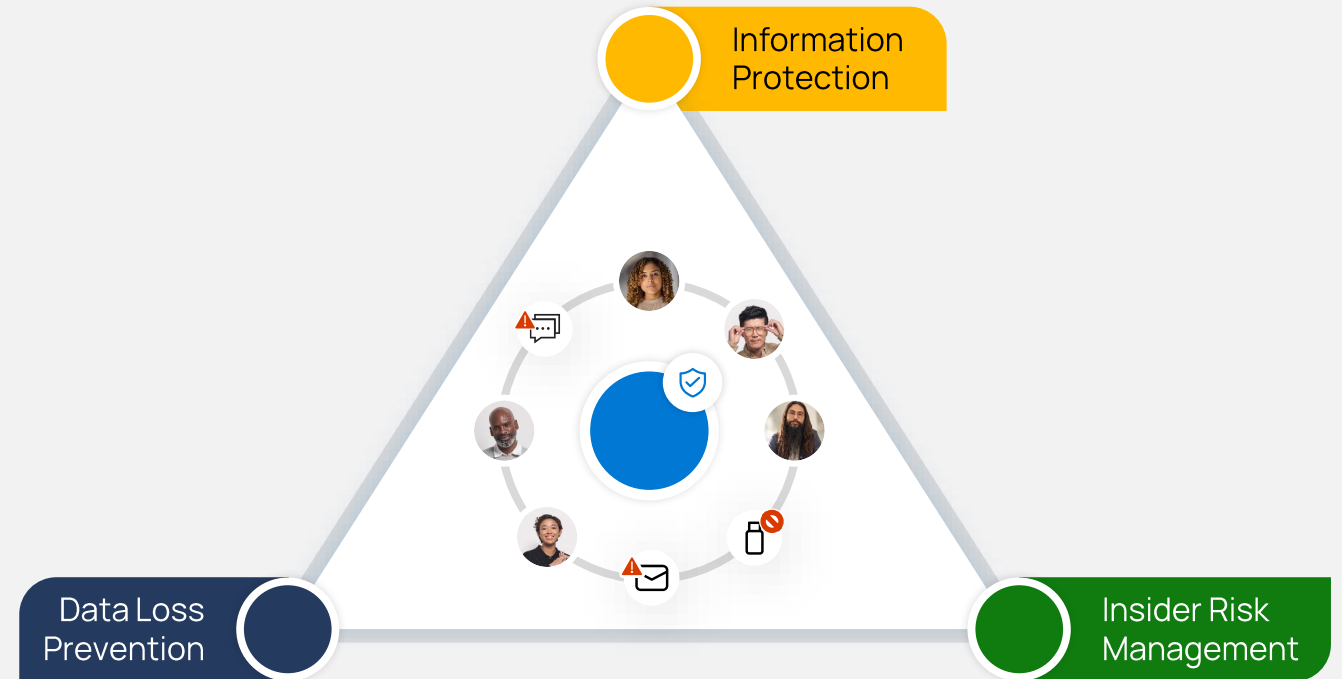 Information
Protection
Data Loss
Prevention
Insider Risk
Management